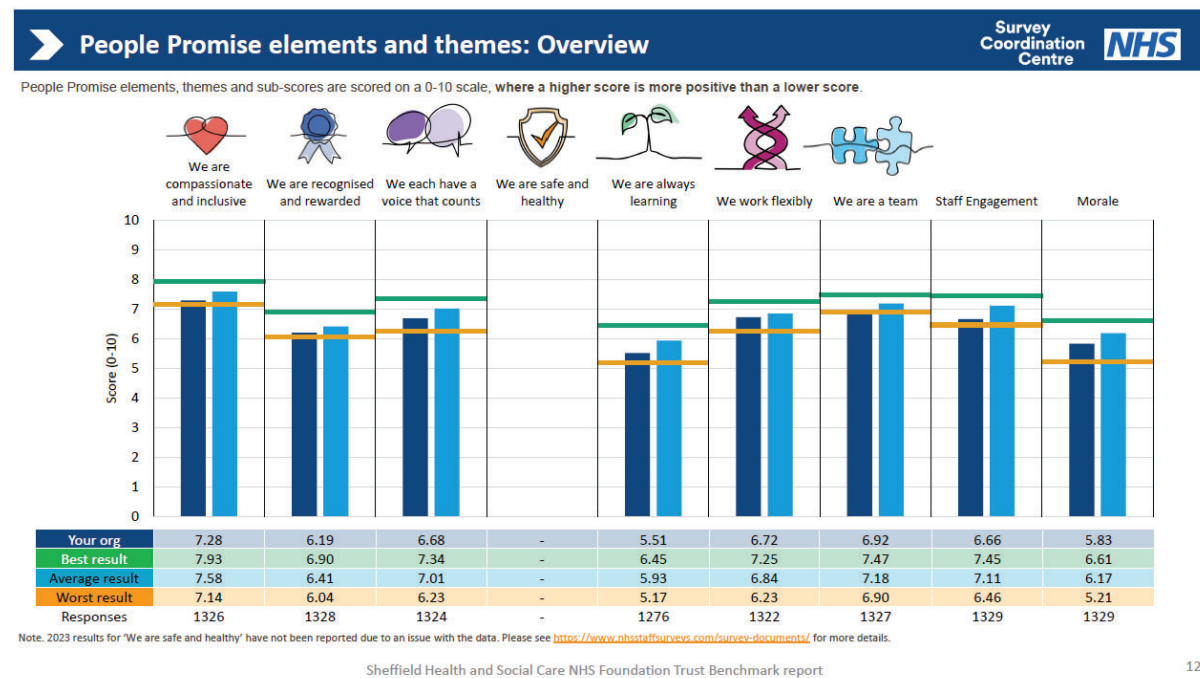 People Promise elements and themes: Overview
Survey
Coordination
Centre
NHS
People Promise elements, themes and sub-scores are scored on a 0-10 scale, where a higher score is more positive than a lower score.
We are
compassionate
and inclusive
We are recognised
and rewarded
We each have a
voice that counts
We are safe and
healthy
We are always
learning
We work flexibly
We are a team
Staff Engagement
Morale
Score (0-10)
10
9
8
7
6
5
4
3
2
1
0
Your org 7.28 6.19 6.68 - 5.51 6.72 6.92 6.66 5.83
Best result 7.93 6.90 7.34 - 6.45 7.25 7.47 7.45 6.61
Average result 7.58 6.41 7.01 - 5.93 6.84 7.18 7.11 6.17
Worst result 7.14 6.04 6.23 - 5.17 6.23 6.90 6.46 5.21
Responses 1326 1328 1324 - 1276 1322 1327 1329 1329
Note. 2023 results for 'We are safe and healthy' have not been reported due to an issue with the data. Please see https://www.nhsstaffsurveys.com/survey-documents/ for more details.
Sheffield Health and Social Care NHS Foundation Trust Benchmark report
12